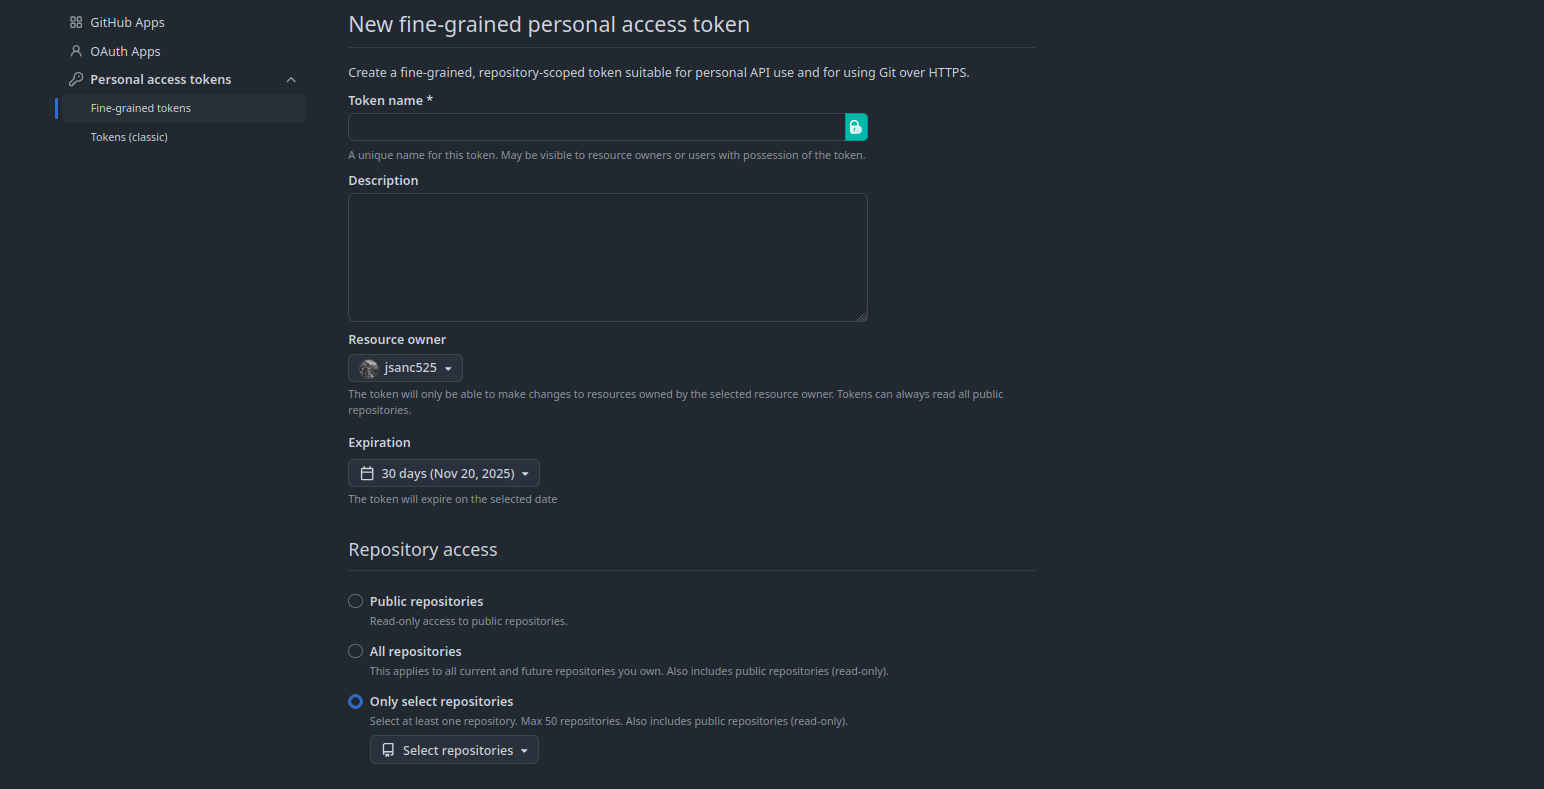 GitHub Apps
OAuth Apps
Personal access tokens
Fine-grained tokens
Tokens (classic)
New fine-grained personal access token
Create a fine-grained, repository-scoped token suitable for personal API use and for using Git over HTTPS.
Token name *
A unique name for this token. May be visible to resource owners or users with possession of the token.
Description
Resource owner
jsanc525
The token will only be able to make changes to resources owned by the selected resource owner. Tokens can always read all public
repositories.
Expiration
30 days (Nov 20, 2025)
The token will expire on the selected date
Repository access
Public repositories
Read-only access to public repositories.
All repositories
This applies to all current and future repositories you own. Also includes public repositories (read-only).
Only select repositories
Select at least one repository. Max 50 repositories. Also includes public repositories (read-only).
Select repositories